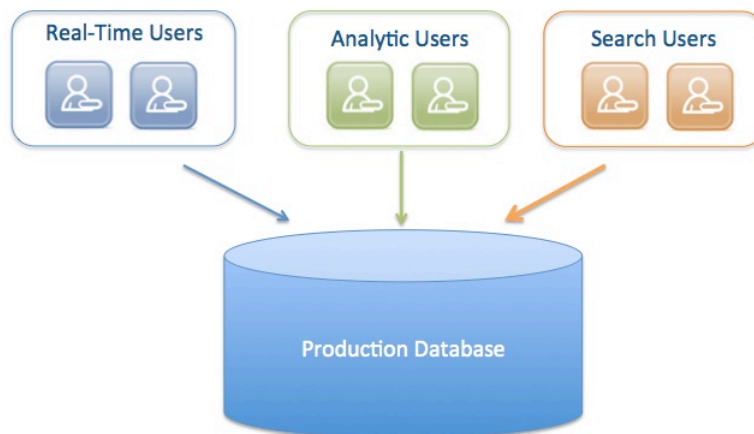 Real-Time Users
Analytic Users
Search Users
Production Database